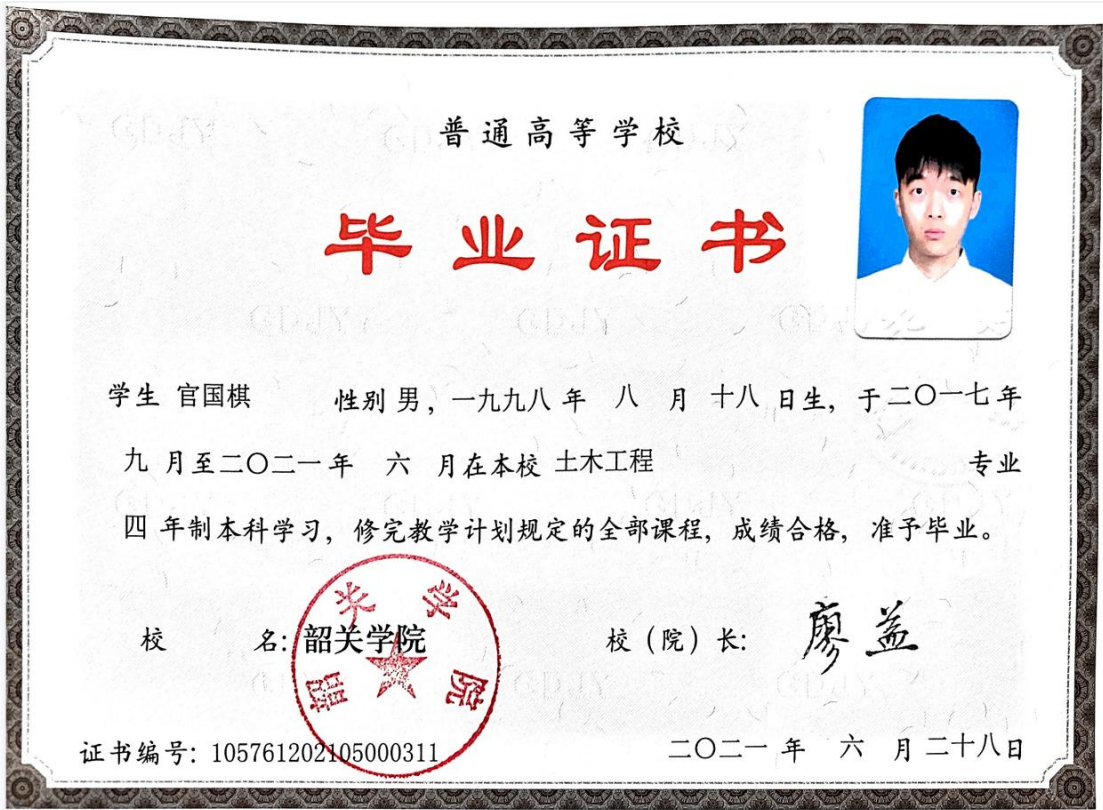 普通高等学校
毕业证书
学生 官国棋 性别 男，一九九八 年 八 月 十八 日生，于二〇一七年
九 月至二〇二一年 六 月在本校 土木工程 专业
四 年制本科学习，修完教学计划规定的全部课程，成绩合格，准予毕业。
校 名：韶关学院 校（院）长：廖益
韶关学院
证书编号：105761202105000311 二〇二一 年 六 月二十八日